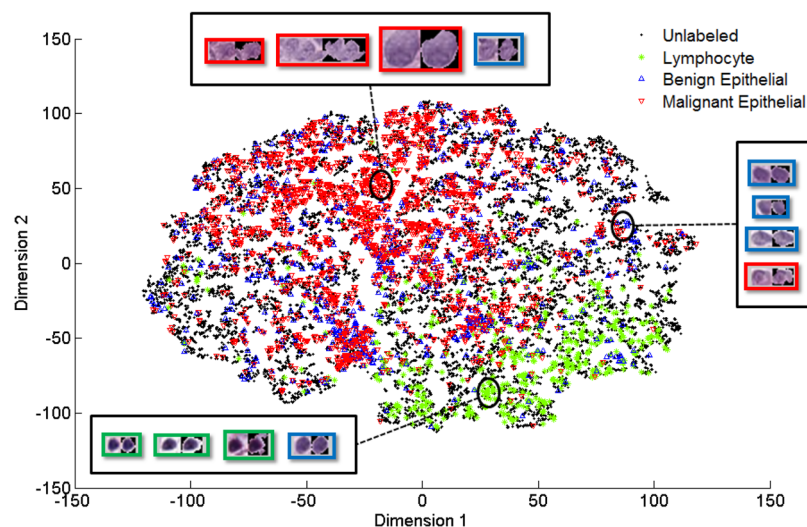 150
100
50
0
-50
-100
-150
Dimension 2
Unlabeled
Lymphocyte
Benign Epithelial
Malignant Epithelial
-150
-100
-50
0
50
100
150
Dimension 1